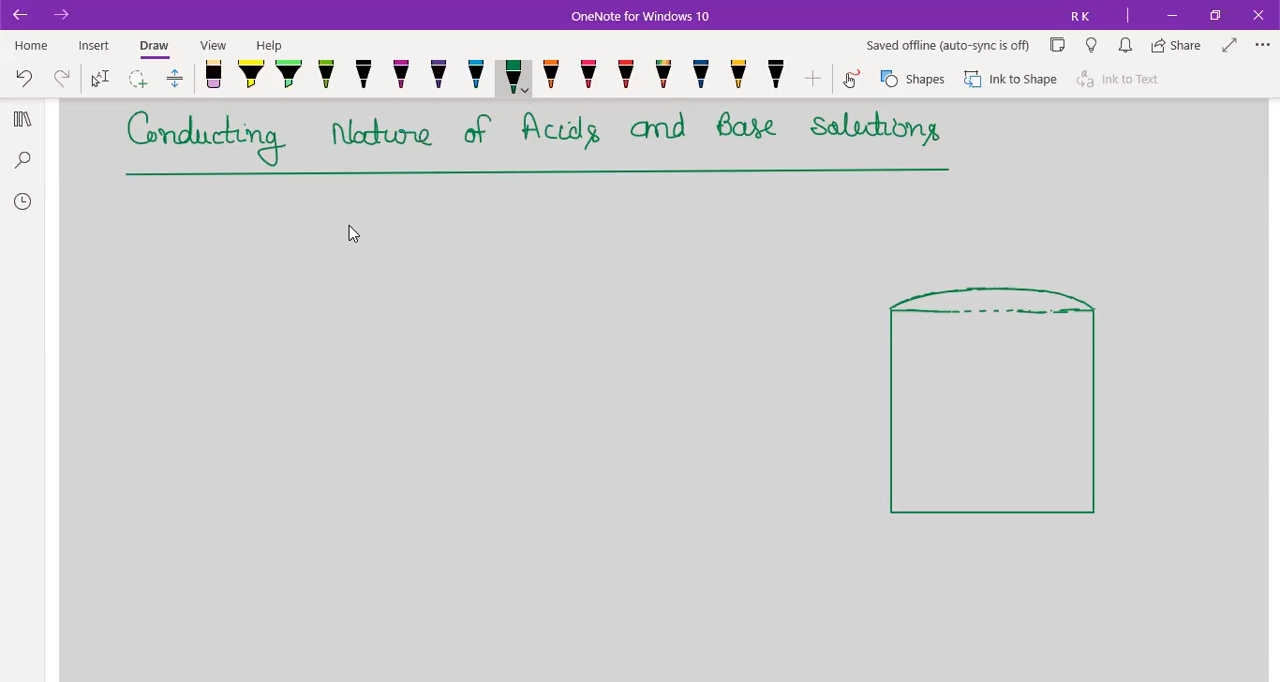 OneNote for Windows 10
R K
Home Insert Draw View Help
Saved offline (auto-sync is off)
Share
Shapes
Ink to Shape
Ink to Text
Conducting Nature of Acids and Base Solutions